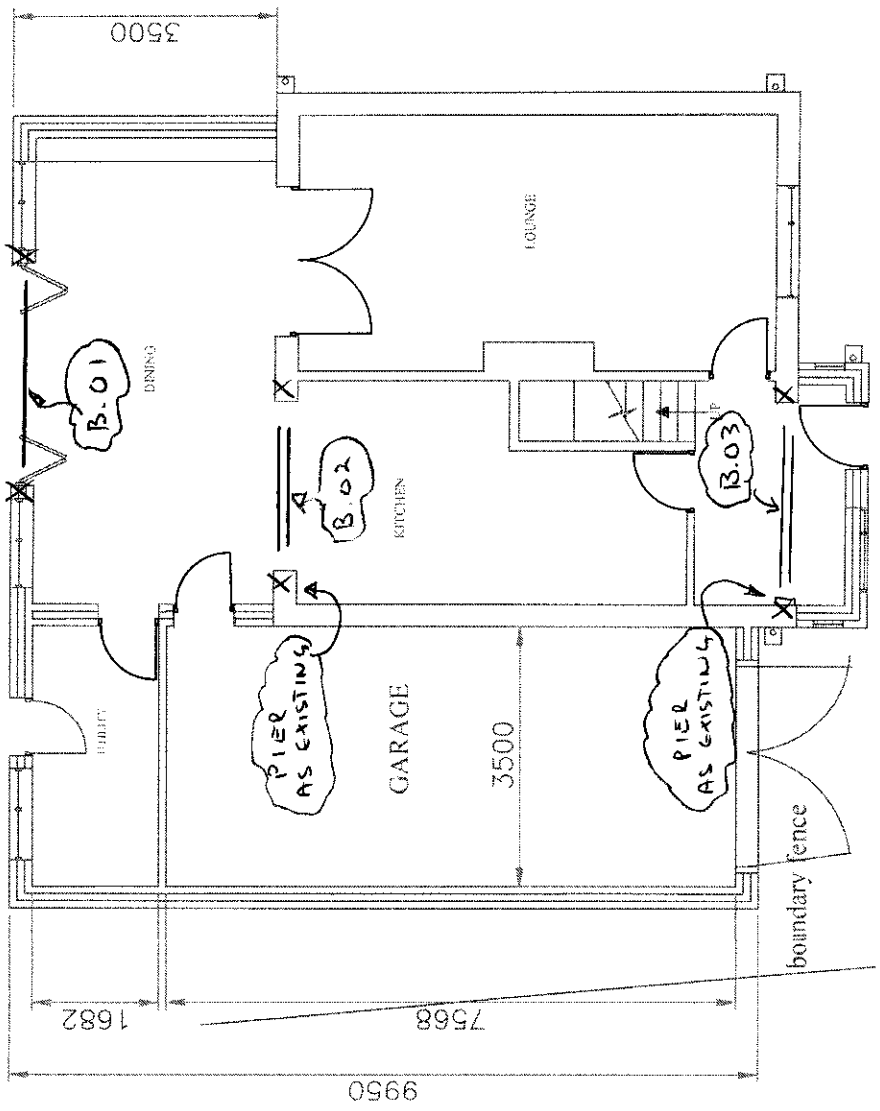 3500
B.01
DINING
LOUNGE
B.02
KITCHEN
UP
B.03
UTILITY
PIER
AS EXISTING
GARAGE
3500
PIER
AS EXISTING
boundary fence
1682
7568
9950